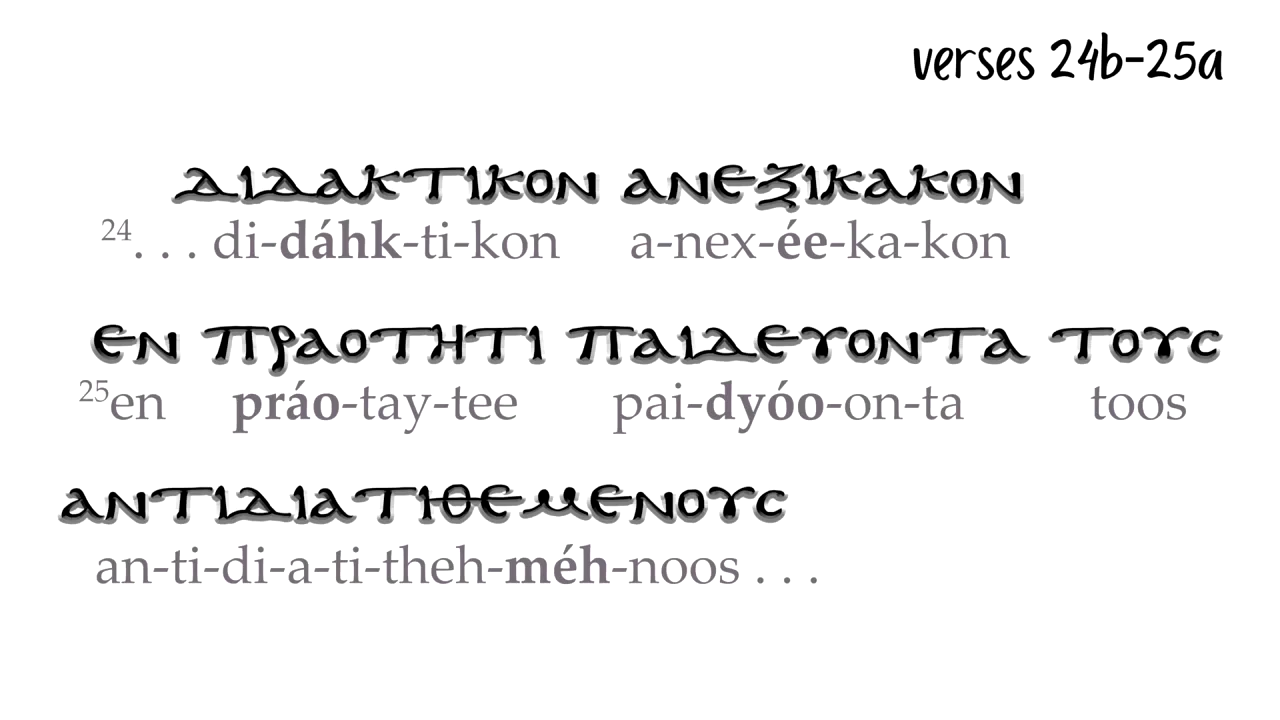 verses 24b-25a
ΔΙΔΑΚΤΙΚΟΝ ΑΝΕΞΙΚΑΚΟΝ
24. . . di-dáhk-ti-kon a-nex-ée-ka-kon
ΕΝ ΠΡΑΟΤΗΤΙ ΠΑΙΔΕΥΟΝΤΑ ΤΟΥϹ
25en práo-tay-tee pai-dyóo-on-ta toos
ΑΝΤΙΔΙΑΤΙΘΕΜΕΝΟΥϹ
an-ti-di-a-ti-theh-méh-noos . . .